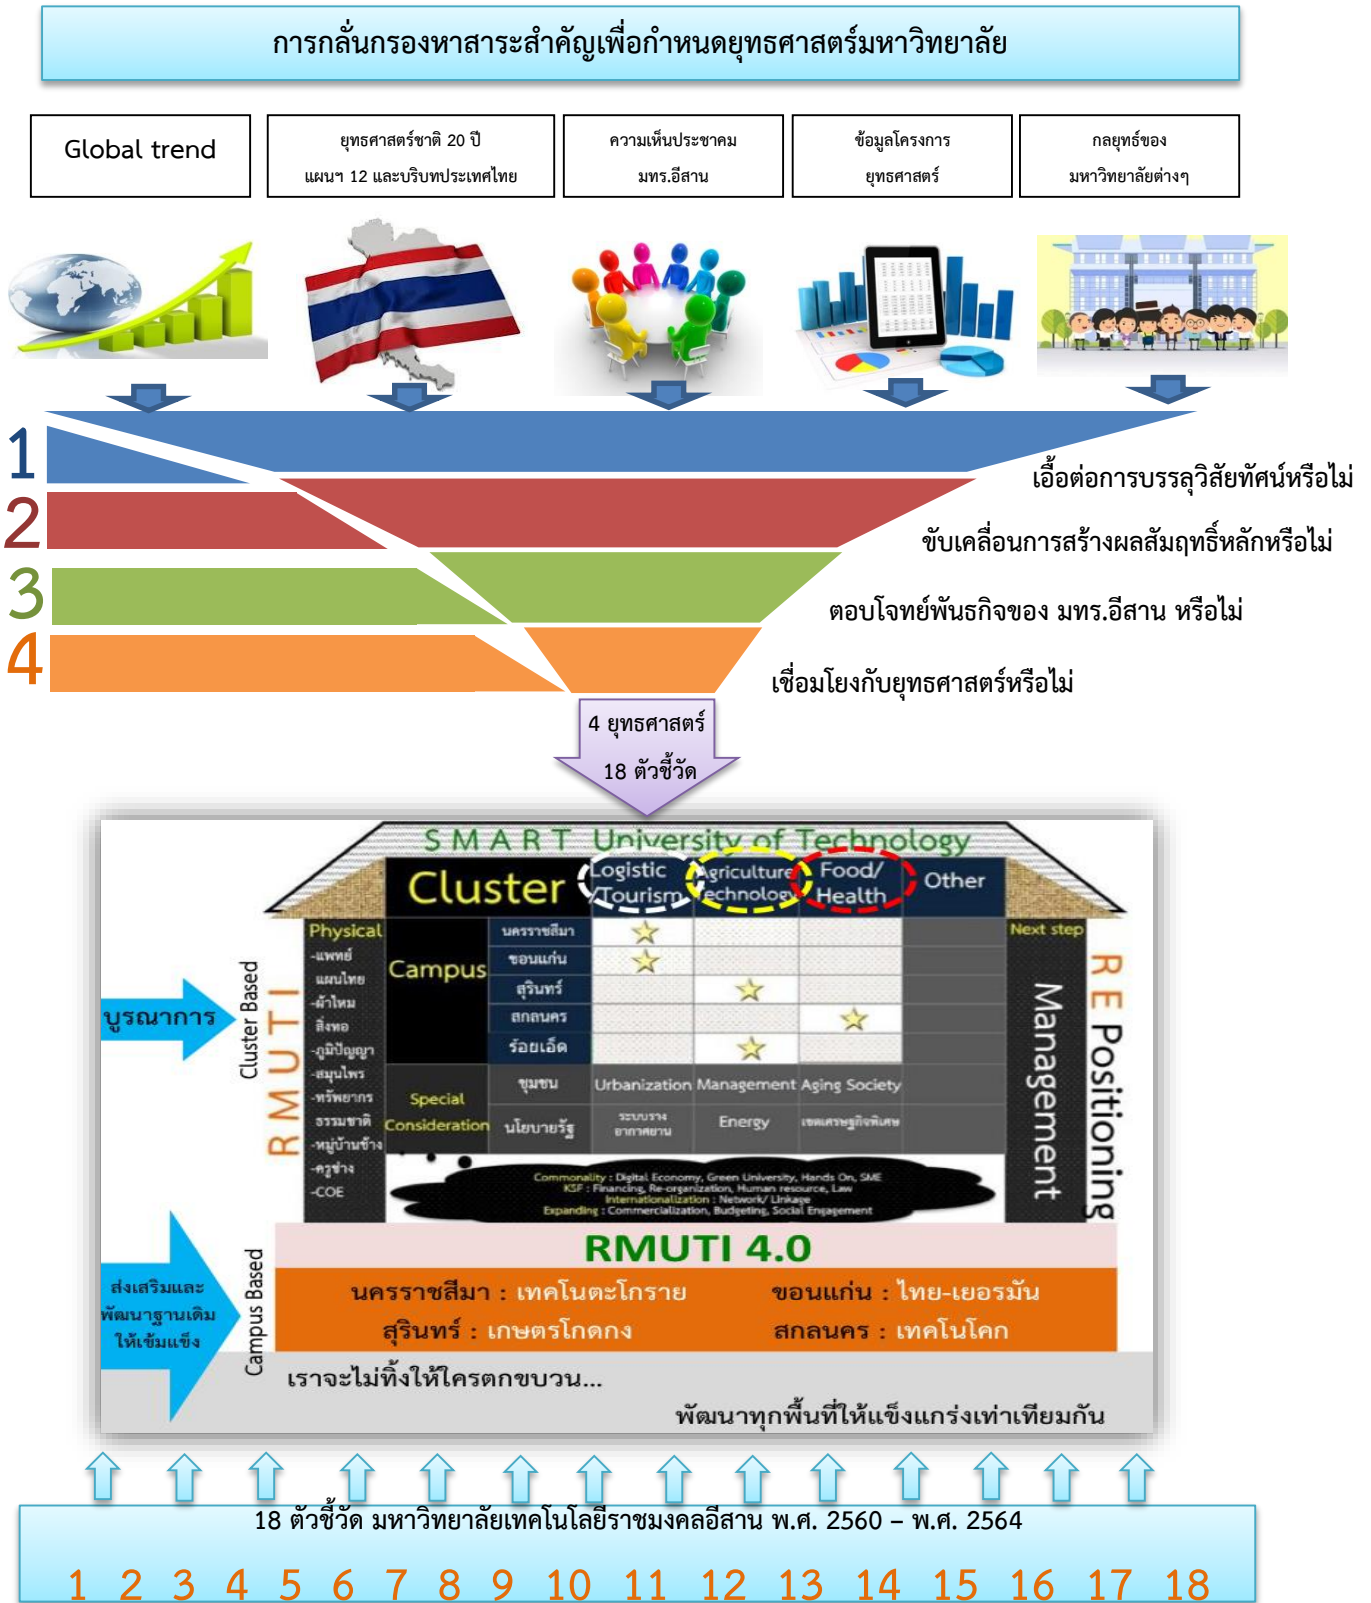 การกลั่นกรองหาสาระสำคัญเพื่อกำหนดยุทธศาสตร์มหาวิทยาลัย
Global trend
ยุทธศาสตร์ชาติ 20 ปี
แผนฯ 12 และบริบทประเทศไทย
ความเห็นประชาคม
มทร.อีสาน
ข้อมูลโครงการ
ยุทธศาสตร์
กลยุทธ์ของ
มหาวิทยาลัยต่างๆ
1
เอื้อต่อการบรรลุวิสัยทัศน์หรือไม่
2
ขับเคลื่อนการสร้างผลสัมฤทธิ์หลักหรือไม่
3
ตอบโจทย์พันธกิจของ มทร.อีสาน หรือไม่
4
เชื่อมโยงกับยุทธศาสตร์หรือไม่
4 ยุทธศาสตร์
18 ตัวชี้วัด
SMART University of Technology
Cluster
Logistic
/Tourism
Agriculture
Technology
Food/
Health
Other
บูรณาการ
Cluster Based
RMUTI
Physical
-แพทย์
แผนไทย
-ผ้าไหม
สิ่งทอ
-ภูมิปัญญา
-สมุนไพร
-ทรัพยากร
ธรรมชาติ
-หมู่บ้านช้าง
-ครูช่าง
-COE
Campus
นครราชสีมา
ขอนแก่น
สุรินทร์
สกลนคร
ร้อยเอ็ด
Special
Consideration
ชุมชน
Urbanization
Management
Aging Society
นโยบายรัฐ
ระบบราง
อากาศยาน
Energy
เขตเศรษฐกิจพิเศษ
Next step
Management
RE Positioning
Commonality : Digital Economy, Green University, Hands On, SME
KSF : Financing, Re-organization, Human resource, Law
Internationalization : Network/ Linkage
Expanding : Commercialization, Budgeting, Social Engagement
RMUTI 4.0
ส่งเสริมและ
พัฒนาฐานเดิม
ให้เข้มแข็ง
Campus Based
นครราชสีมา : เทคโนตะโกราย
ขอนแก่น : ไทย-เยอรมัน
สุรินทร์ : เกษตรโกดกง
สกลนคร : เทคโนโคก
เราจะไม่ทิ้งให้ใครตกขบวน...
พัฒนาทุกพื้นที่ให้แข็งแกร่งเท่าเทียมกัน
18 ตัวชี้วัด มหาวิทยาลัยเทคโนโลยีราชมงคลอีสาน พ.ศ. 2560 – พ.ศ. 2564
1 2 3 4 5 6 7 8 9 10 11 12 13 14 15 16 17 18